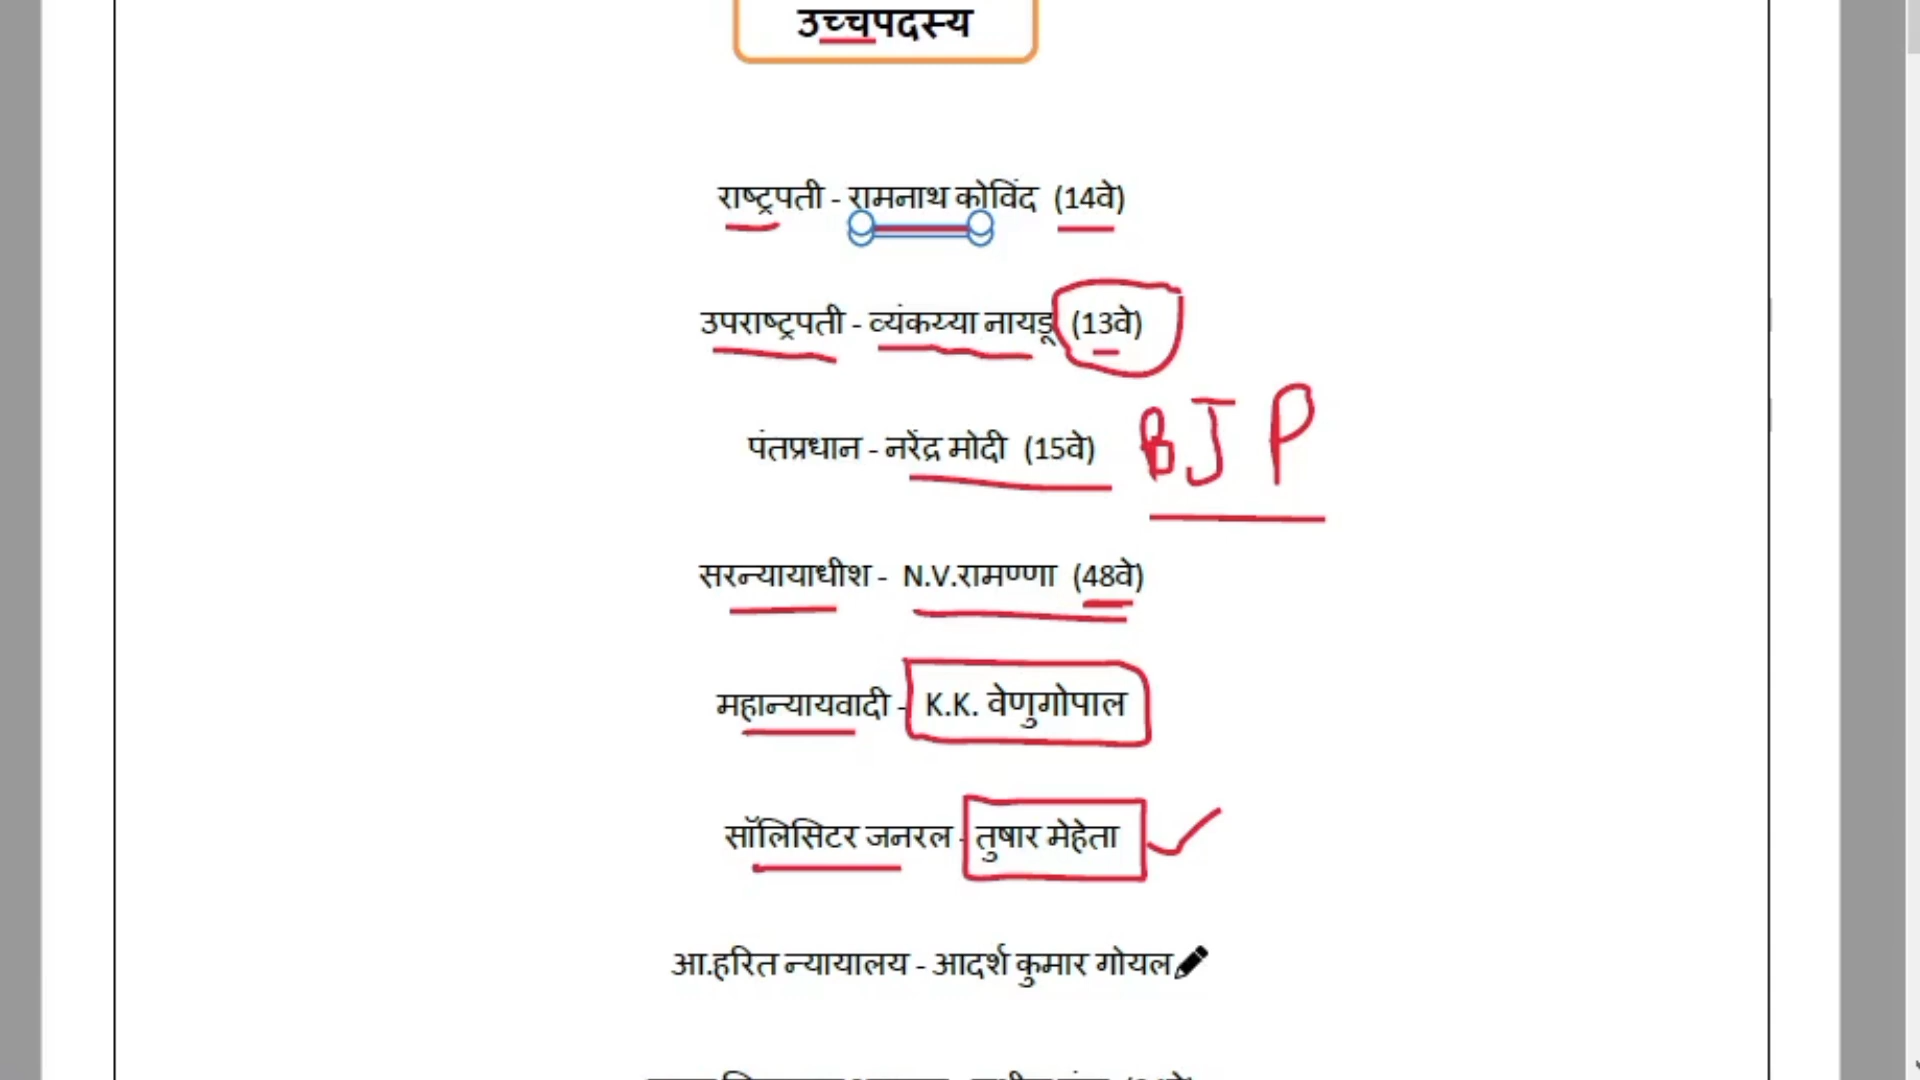 उच्चपदस्य
राष्ट्रपती - रामनाथ कोविंद (14वे)
उपराष्ट्रपती - व्यंकय्या नायडू (13वे)
पंतप्रधान - नरेंद्र मोदी (15वे) BJP
सरन्यायाधीश - N.V.रामण्णा (48वे)
महान्यायवादी - K.K. वेणुगोपाल
सॉलिसिटर जनरल - तुषार मेहेता
आ.हरित न्यायालय - आदर्श कुमार गोयल